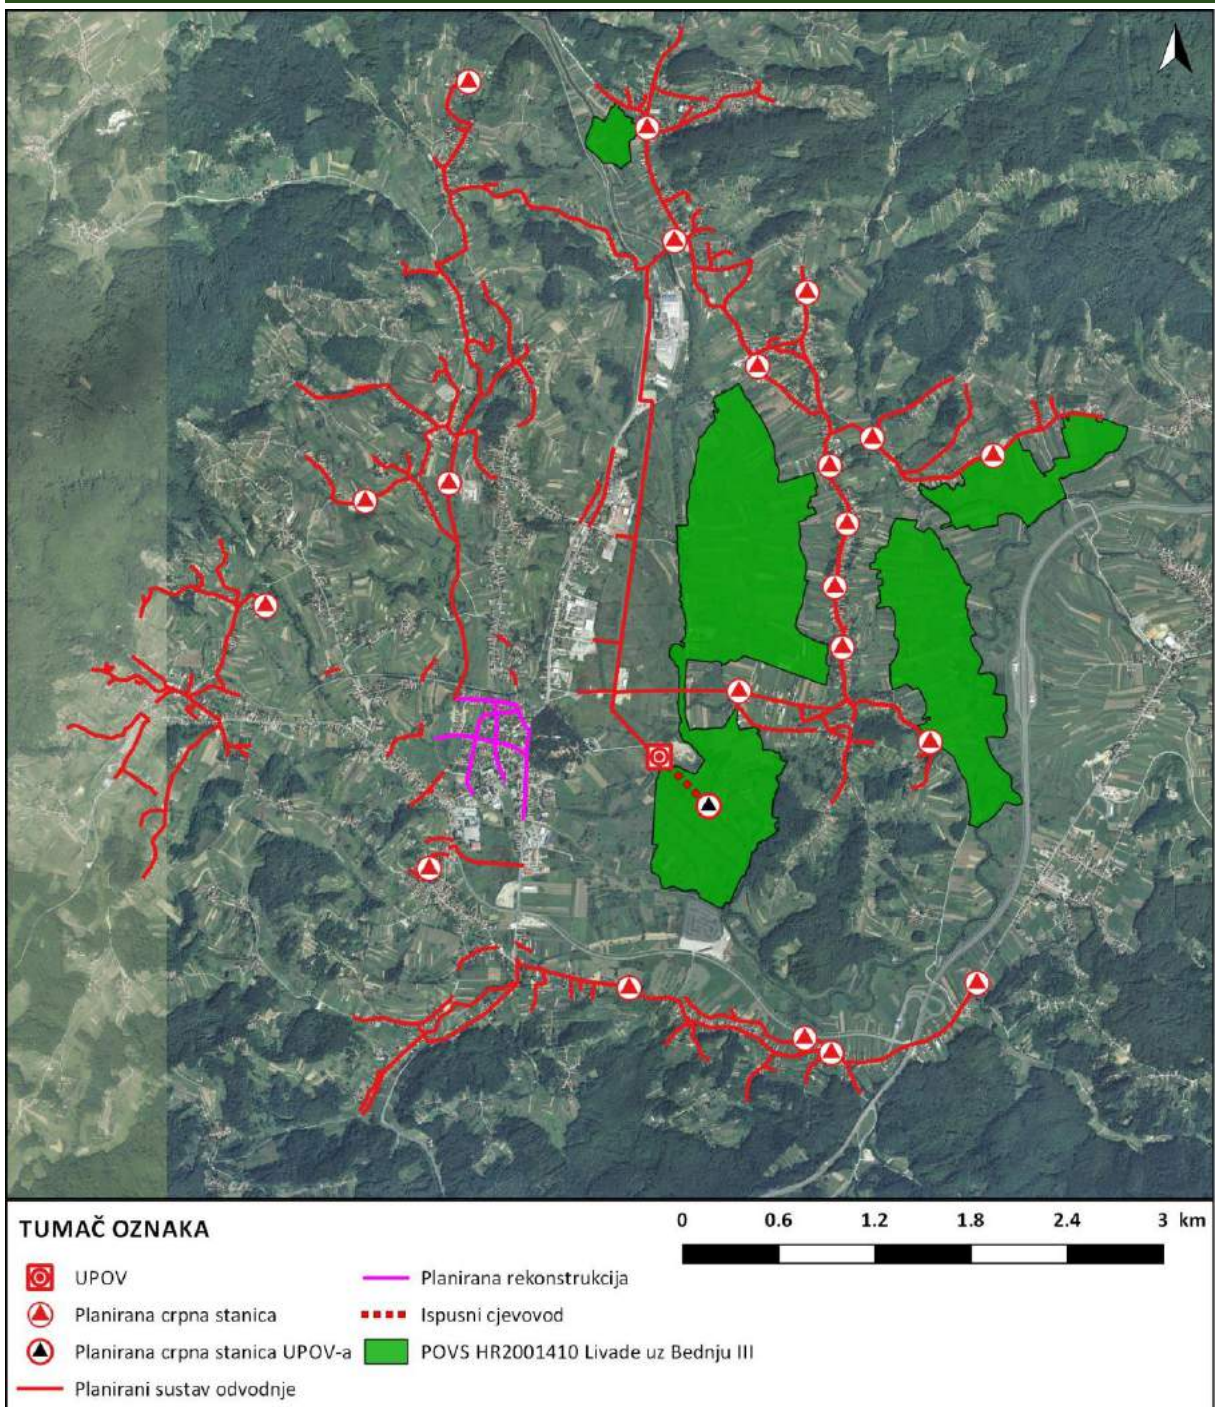 TUMAČ OZNAKA
0 0.6 1.2 1.8 2.4 3 km
UPOV
Planirana crpna stanica
Planirana crpna stanica UPOV-a
Planirani sustav odvodnje
Planirana rekonstrukcija
Ispusni cjevovod
POVS HR2001410 Livade uz Bednju III